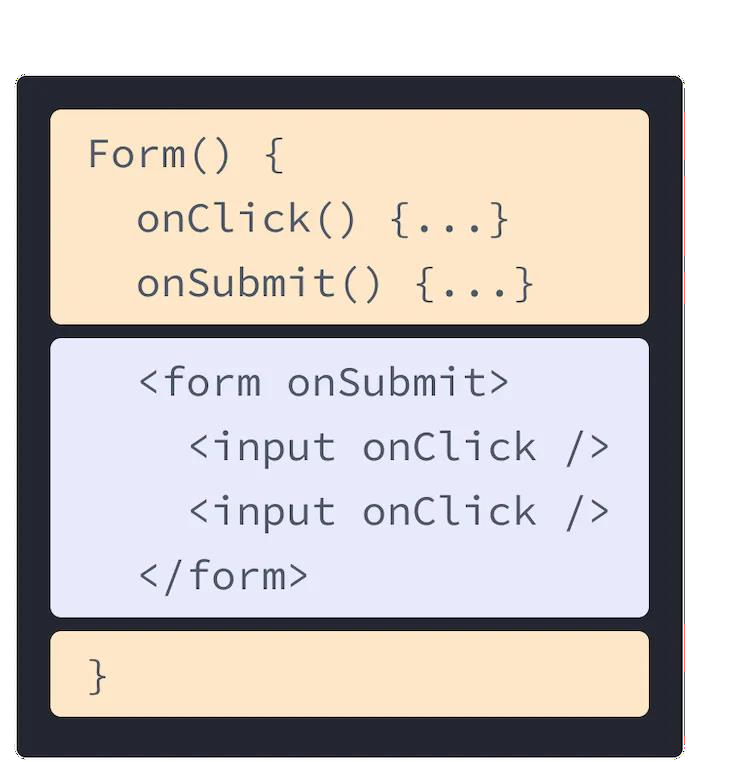 Form() {
  onClick() {...}
  onSubmit() {...}
  <form onSubmit>
    <input onClick />
    <input onClick />
  </form>
}